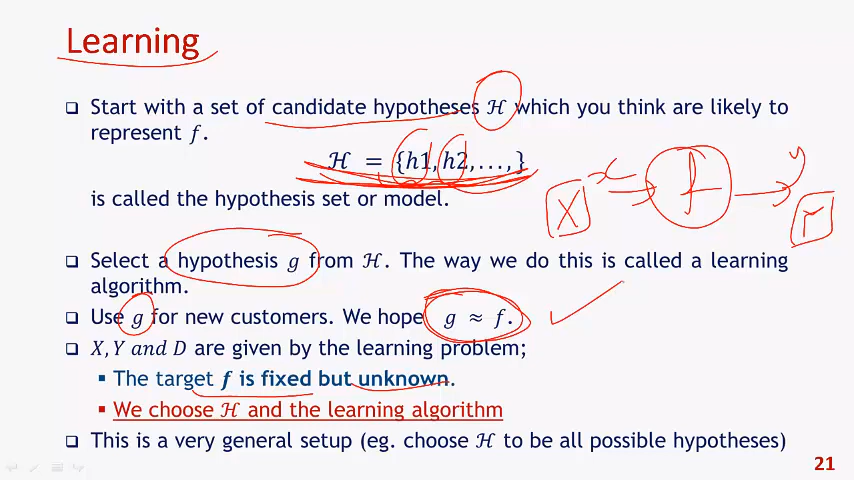 Learning
❑ Start with a set of candidate hypotheses ℋ which you think are likely to
represent f.
ℋ = {h1, h2, ..., }
is called the hypothesis set or model.
x
f
y
X
Y
❑ Select a hypothesis g from ℋ. The way we do this is called a learning
algorithm.
❑ Use g for new customers. We hope g ≈ f.
❑ X, Y and D are given by the learning problem;
▪ The target f is fixed but unknown.
▪ We choose ℋ and the learning algorithm
❑ This is a very general setup (eg. choose ℋ to be all possible hypotheses)
21